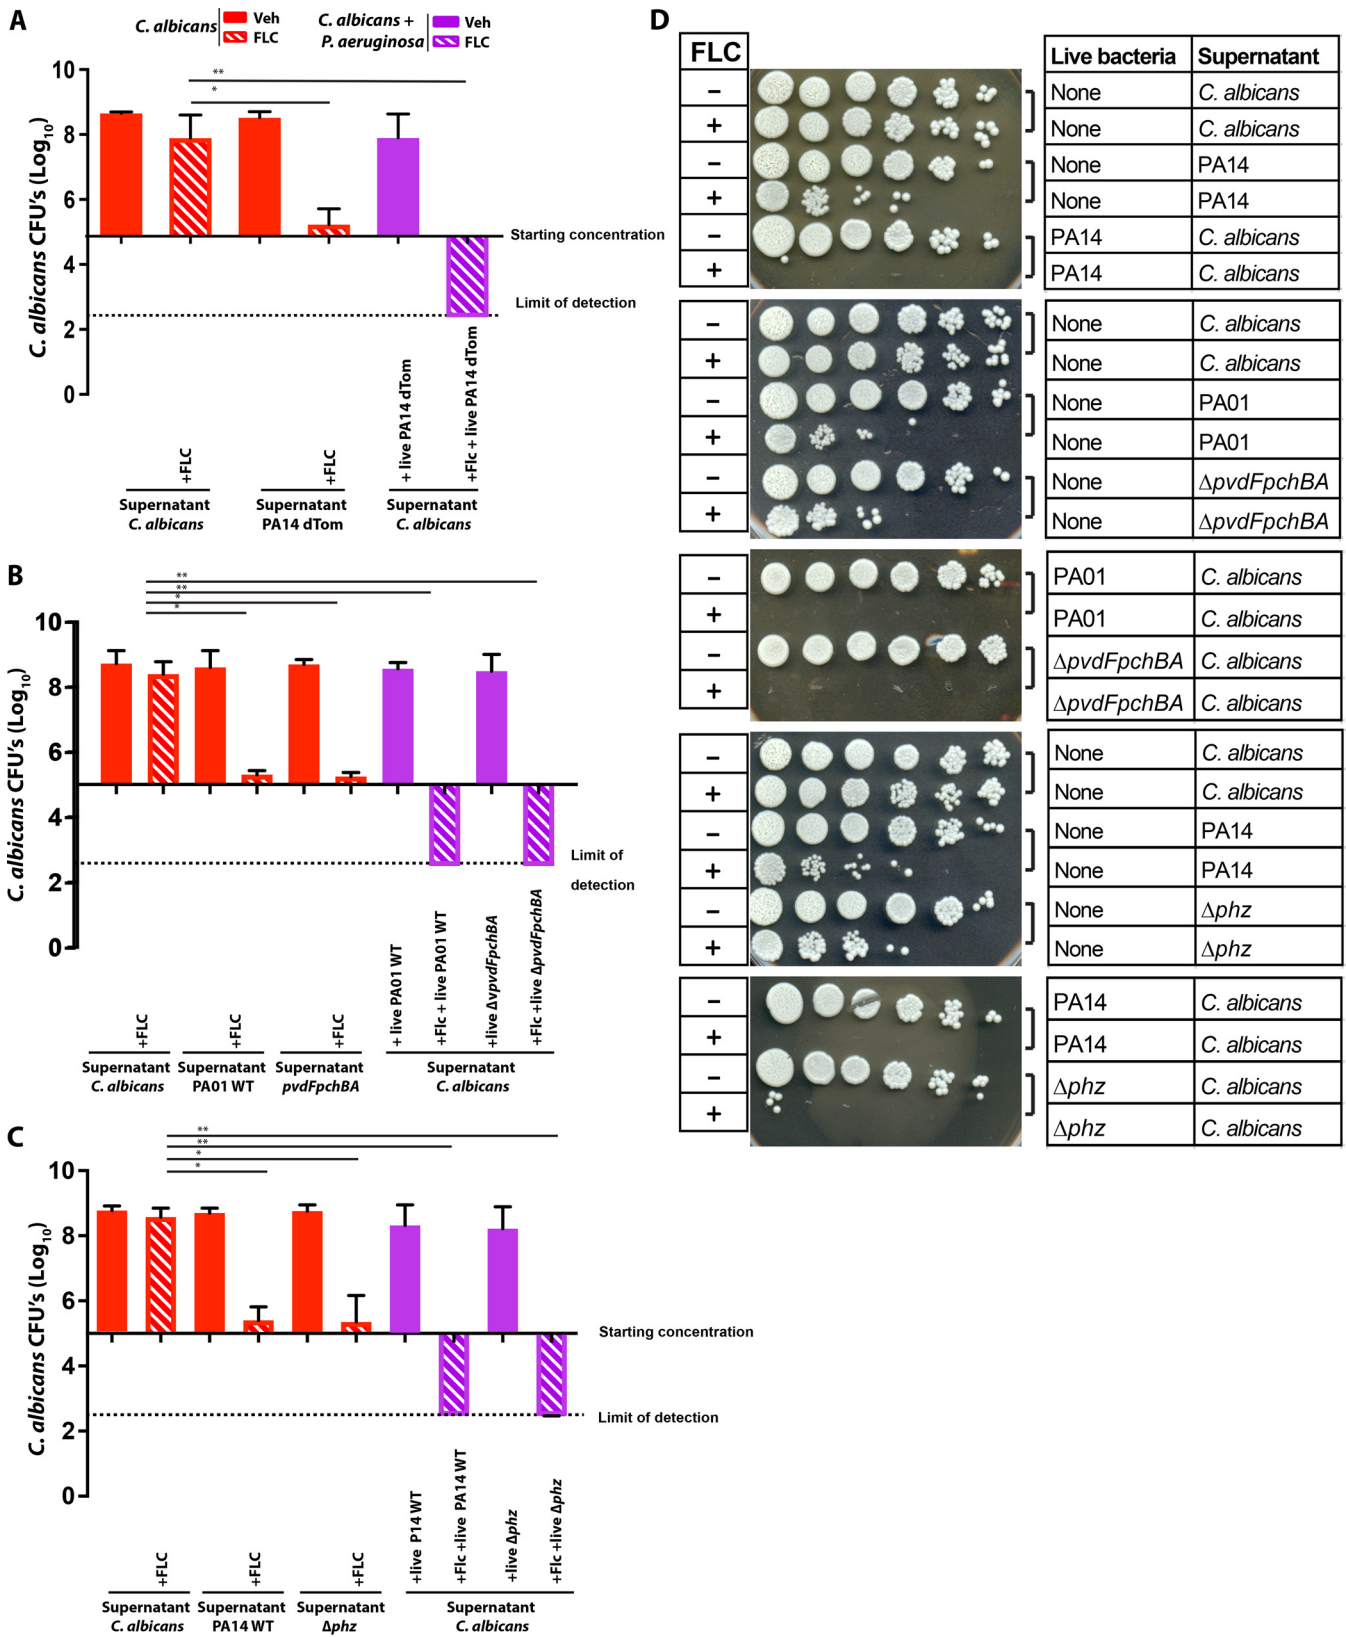 A
C. albicans
Veh
FLC
C. albicans +
P. aeruginosa
Veh
FLC
**
*
10
8
6
4
2
0
C. albicans CFU's (Log10)
Starting concentration
Limit of detection
+FLC
+FLC
+ live PA14 dTom
+Flc + live PA14 dTom
Supernatant
C. albicans
Supernatant
PA14 dTom
Supernatant
C. albicans
B
**
**
*
*
10
8
6
4
2
0
C. albicans CFU's (Log10)
Limit of
detection
+FLC
+FLC
+FLC
+ live PA01 WT
+Flc + live PA01 WT
+live ΔvpvdFpchBA
+Flc +live ΔpvdFpchBA
Supernatant
C. albicans
Supernatant
PA01 WT
Supernatant
pvdFpchBA
Supernatant
C. albicans
C
**
**
*
*
10
8
6
4
2
0
C. albicans CFU's (Log10)
Starting concentration
Limit of detection
+FLC
+FLC
+FLC
+live P14 WT
+Flc +live PA14 WT
+live Δphz
+Flc +live Δphz
Supernatant
C. albicans
Supernatant
PA14 WT
Supernatant
Δphz
Supernatant
C. albicans
D
FLC Live bacteria Supernatant
− None C. albicans
+ None C. albicans
− None PA14
+ None PA14
− PA14 C. albicans
+ PA14 C. albicans
− None C. albicans
+ None C. albicans
− None PA01
+ None PA01
− None ΔpvdFpchBA
+ None ΔpvdFpchBA
− PA01 C. albicans
+ PA01 C. albicans
− ΔpvdFpchBA C. albicans
+ ΔpvdFpchBA C. albicans
− None C. albicans
+ None C. albicans
− None PA14
+ None PA14
− None Δphz
+ None Δphz
− PA14 C. albicans
+ PA14 C. albicans
− Δphz C. albicans
+ Δphz C. albicans